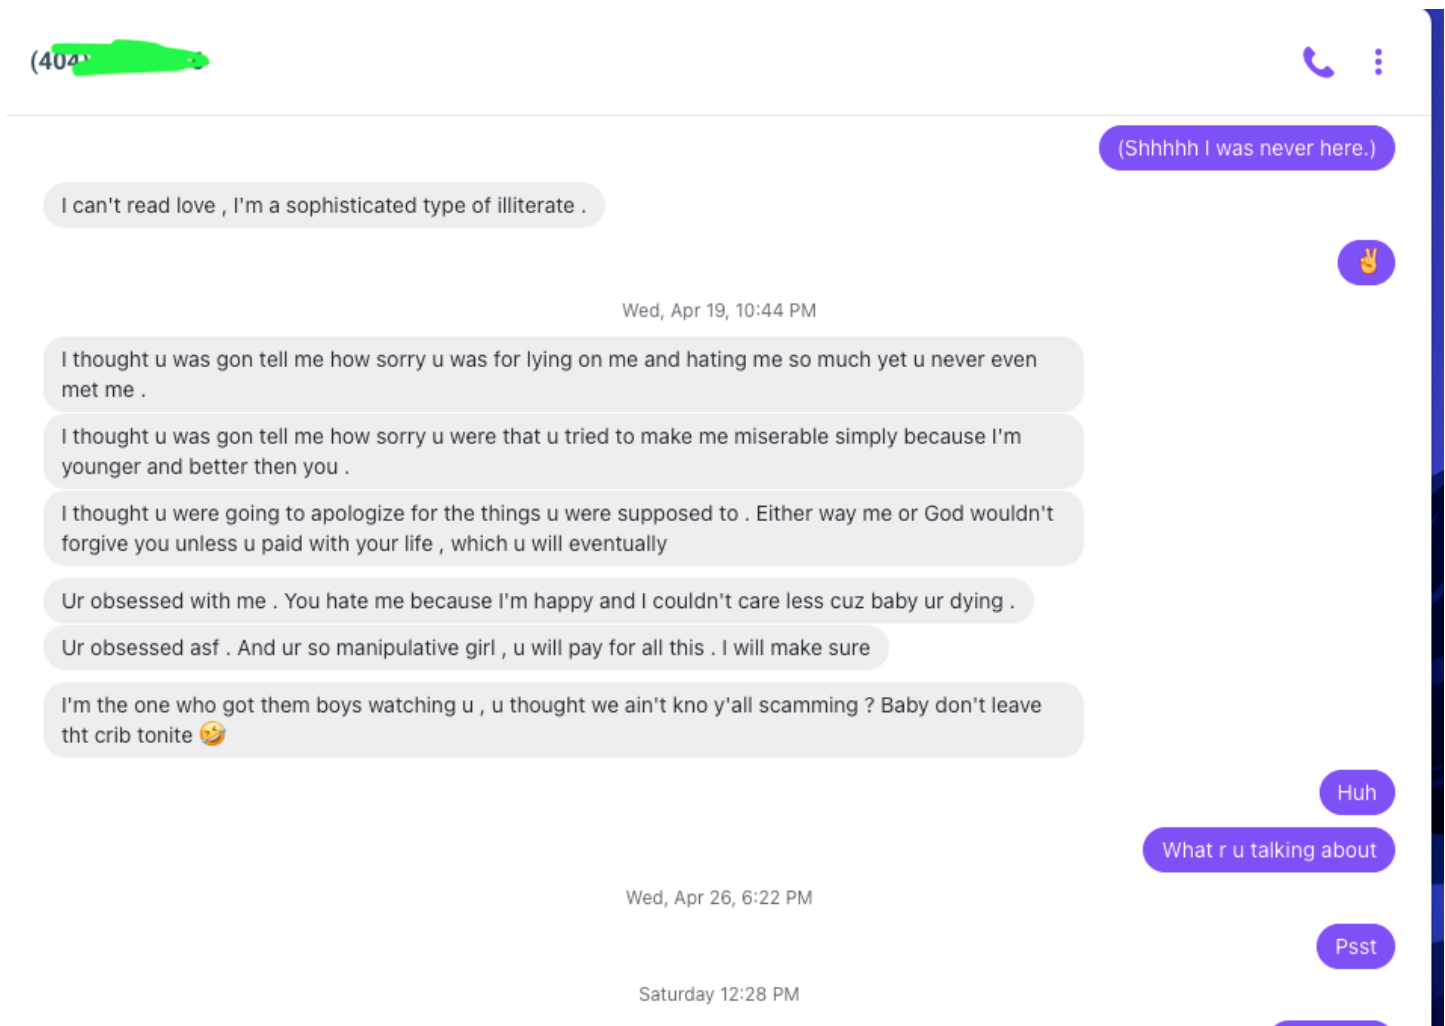 (404)
(Shhhhh I was never here.)
I can't read love , I'm a sophisticated type of illiterate .
✌️
Wed, Apr 19, 10:44 PM
I thought u was gon tell me how sorry u was for lying on me and hating me so much yet u never even
met me .
I thought u was gon tell me how sorry u were that u tried to make me miserable simply because I'm
younger and better then you .
I thought u were going to apologize for the things u were supposed to . Either way me or God wouldn't
forgive you unless u paid with your life , which u will eventually
Ur obsessed with me . You hate me because I'm happy and I couldn't care less cuz baby ur dying .
Ur obsessed asf . And ur so manipulative girl , u will pay for all this . I will make sure
I'm the one who got them boys watching u , u thought we ain't kno y'all scamming ? Baby don't leave
tht crib tonite 🤣
Huh
What r u talking about
Wed, Apr 26, 6:22 PM
Psst
Saturday 12:28 PM